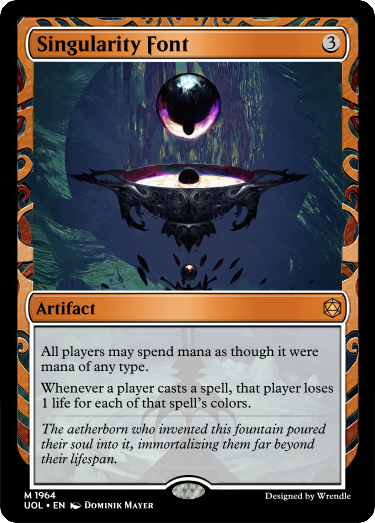 Singularity Font
3
Artifact
All players may spend mana as though it were
mana of any type.
Whenever a player casts a spell, that player loses
1 life for each of that spell's colors.
The aetherborn who invented this fountain poured
their soul into it, immortalizing them far beyond
their lifespan.
M 1964
UOL • EN Dominik Mayer
Designed by Wrendle